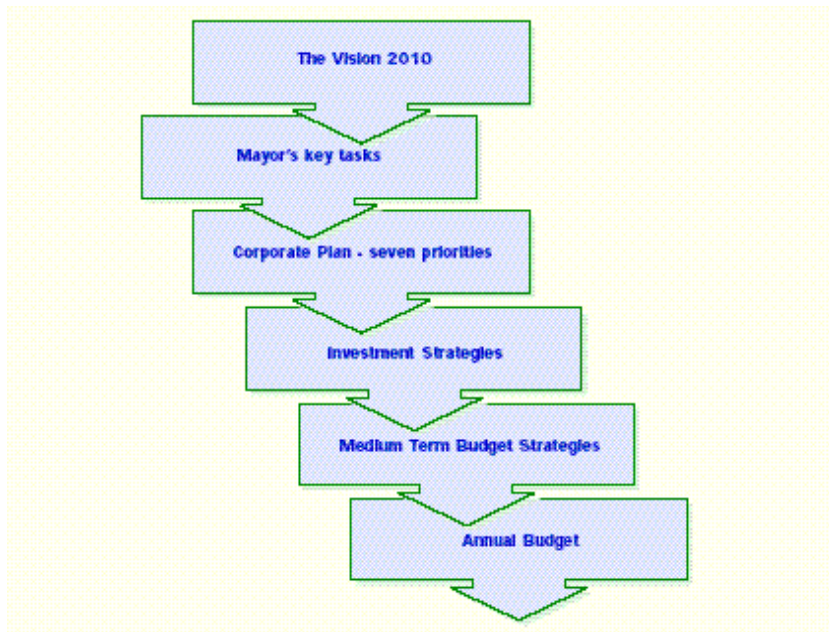 The Vision 2010
Mayor's key tasks
Corporate Plan - seven priorities
Investment Strategies
Medium Term Budget Strategies
Annual Budget